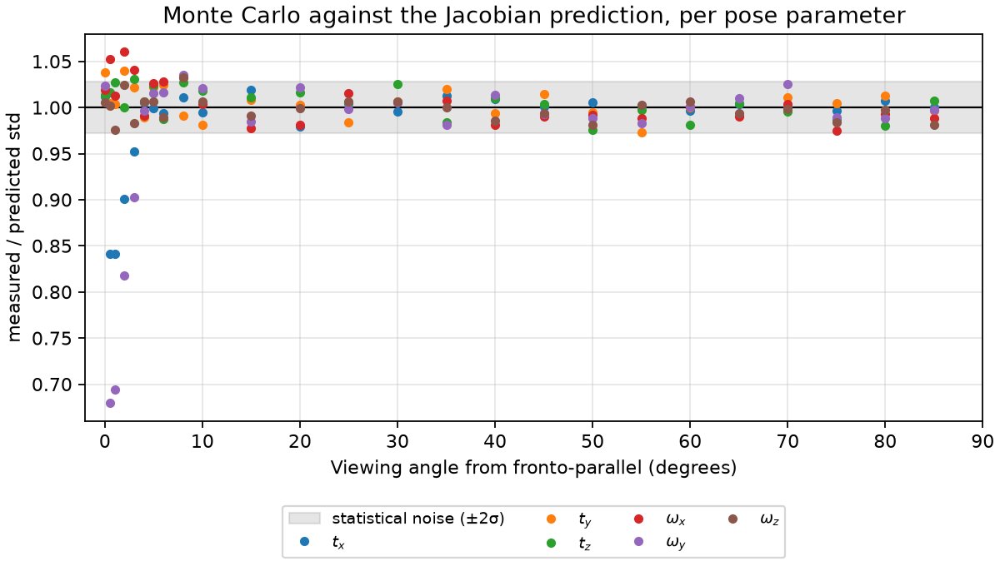 Monte Carlo against the Jacobian prediction, per pose parameter
measured / predicted std
1.05
1.00
0.95
0.90
0.85
0.80
0.75
0.70
0 10 20 30 40 50 60 70 80 90
Viewing angle from fronto-parallel (degrees)
statistical noise (±2σ) t_y ω_x ω_z
t_x t_z ω_y